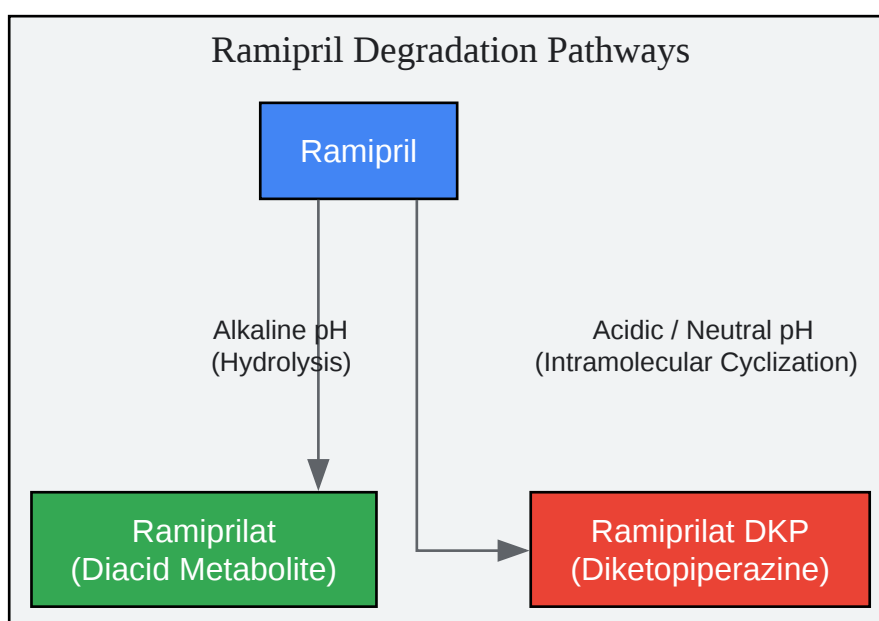 Ramipril Degradation Pathways
Ramipril
Alkaline pH
(Hydrolysis)
Acidic / Neutral pH
(Intramolecular Cyclization)
Ramiprilat
(Diacid Metabolite)
Ramiprilat DKP
(Diketopiperazine)